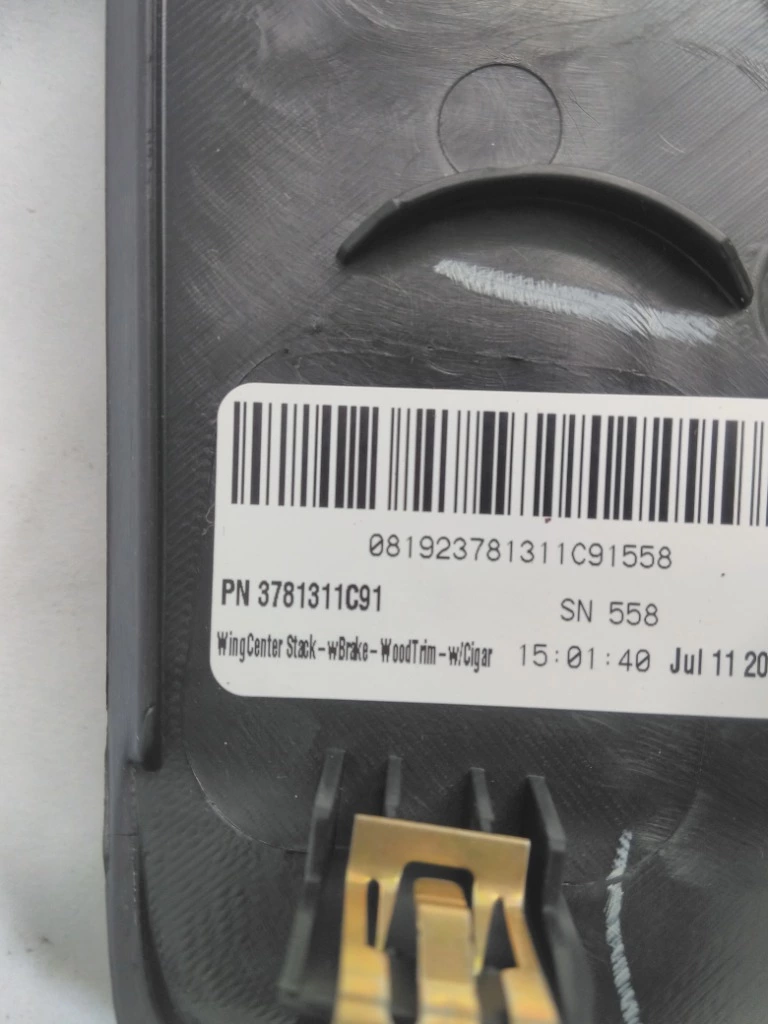 081923781311C91558
PN 3781311C91
SN 558
WingCenter Stack-wBrake-WoodTrim-w/Cigar
15:01:40 Jul 11 20